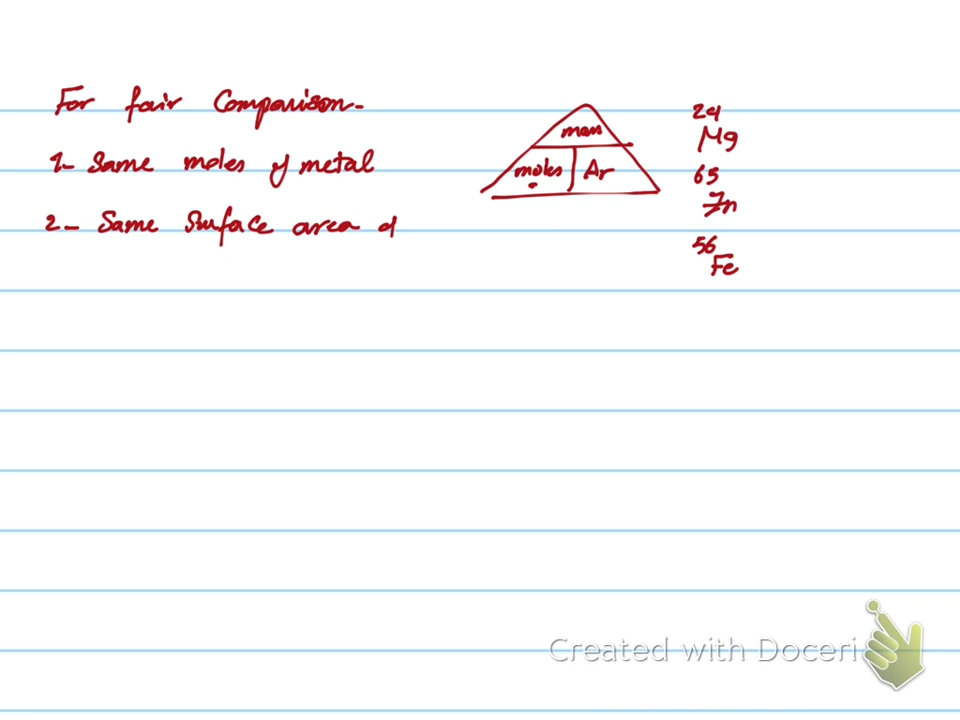 For fair Comparison-
1- Same moles of metal
2- Same surface area o
mass
moles Ar
24
Mg
65
Zn
56
Fe
Created with Doceri